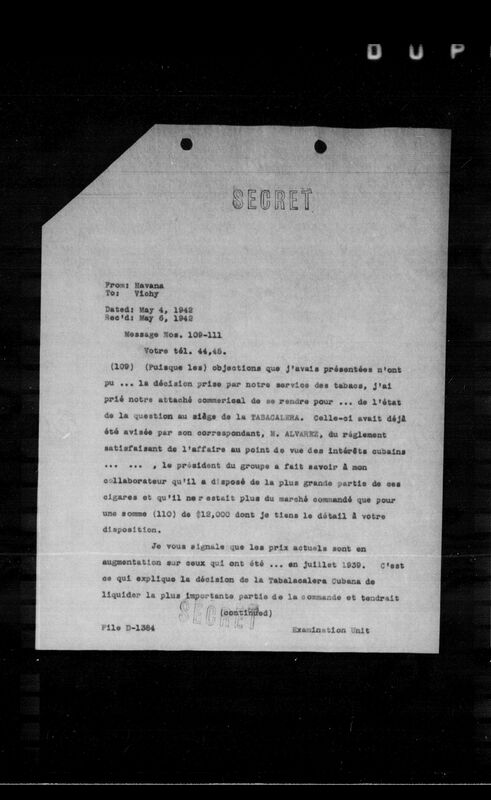 D U P
SECRET
From: Havana
To: Vichy
Dated: May 4, 1942
Rec'd: May 6, 1942
Message Nos. 109-111
Votre tél. 44,45.
(109) (Puisque les) objections que j'avais présentées n'ont
pu ... la décision prise par notre service des tabacs, j'ai
prié notre attaché commerical de se rendre pour ... de l'état
de la question au siège de la TABACALERA. Celle-ci avait déjà
été avisée par son correspondant, M. ALVAREZ, du règlement
satisfaisant de l'affaire au point de vue des intérêts cubains
... ... ... , le président du groupe a fait savoir à mon
collaborateur qu'il a disposé de la plus grande partie de ces
cigares et qu'il ne restait plus du marché commandé que pour
une somme (110) de $12,000 dont je tiens le détail à votre
disposition.
Je vous signale que les prix actuels sont en
augmentation sur ceux qui ont été ... en juillet 1939. C'est
ce qui explique la décision de la Tabalacalera Cubana de
liquider la plus importante partie de la commande et tendrait
(continued)
SECRET
File D-1364
Examination Unit